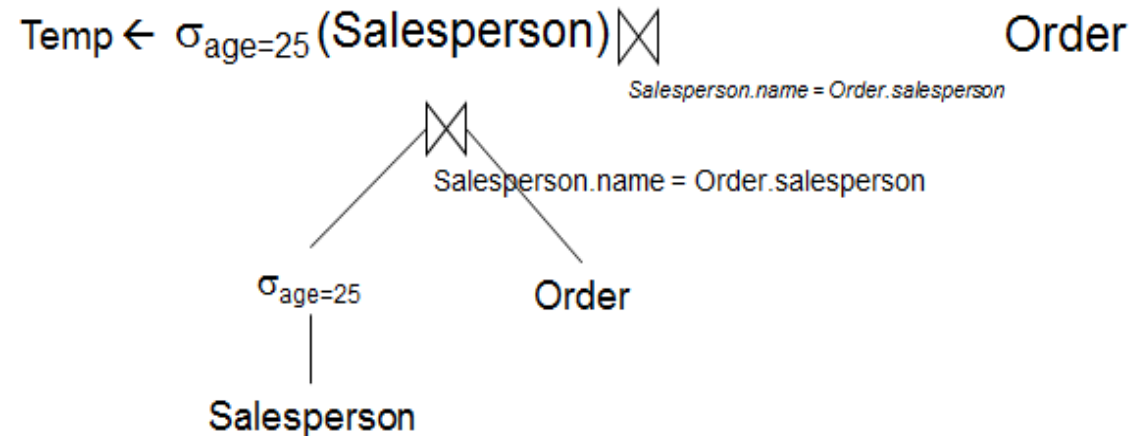 Temp ← σage=25(Salesperson)⋈ Order
Salesperson.name = Order.salesperson
⋈
Salesperson.name = Order.salesperson
σage=25 Order
Salesperson